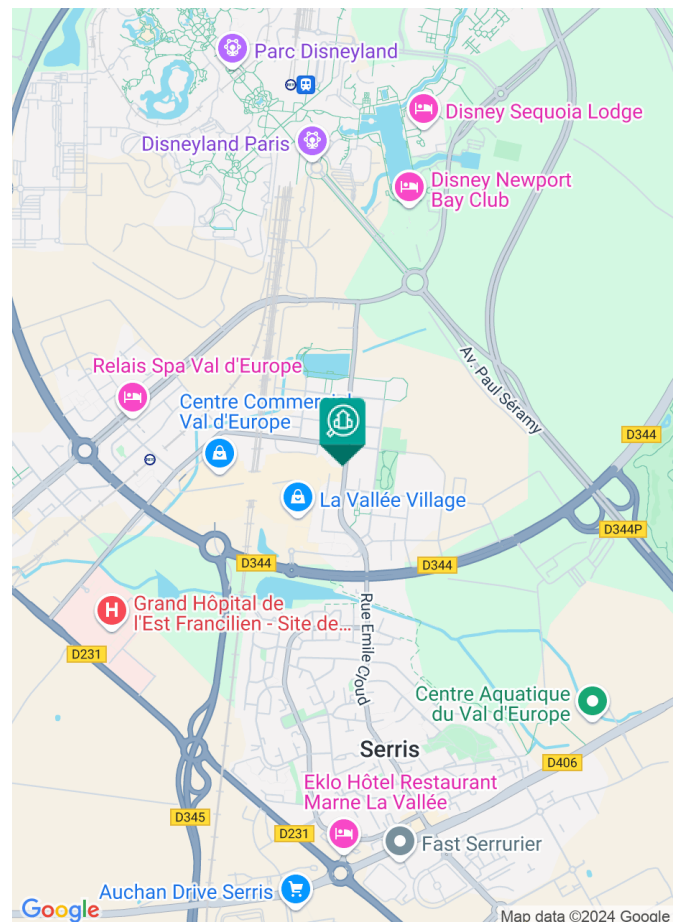 Parc Disneyland
Disney Sequoia Lodge
Disneyland Paris
Disney Newport
Bay Club
Av. Paul Séramy
Relais Spa Val d'Europe
Centre Commercial
Val d'Europe
D344
La Vallée Village
D344P
D344
D344
Grand Hôpital de
l'Est Francilien - Site de...
D231
Rue Emile Cloud
Centre Aquatique
du Val d'Europe
Serris
D406
Eklo Hôtel Restaurant
Marne La Vallée
D345
D231
Fast Serrurier
Auchan Drive Serris
Google
Map data ©2024 Google